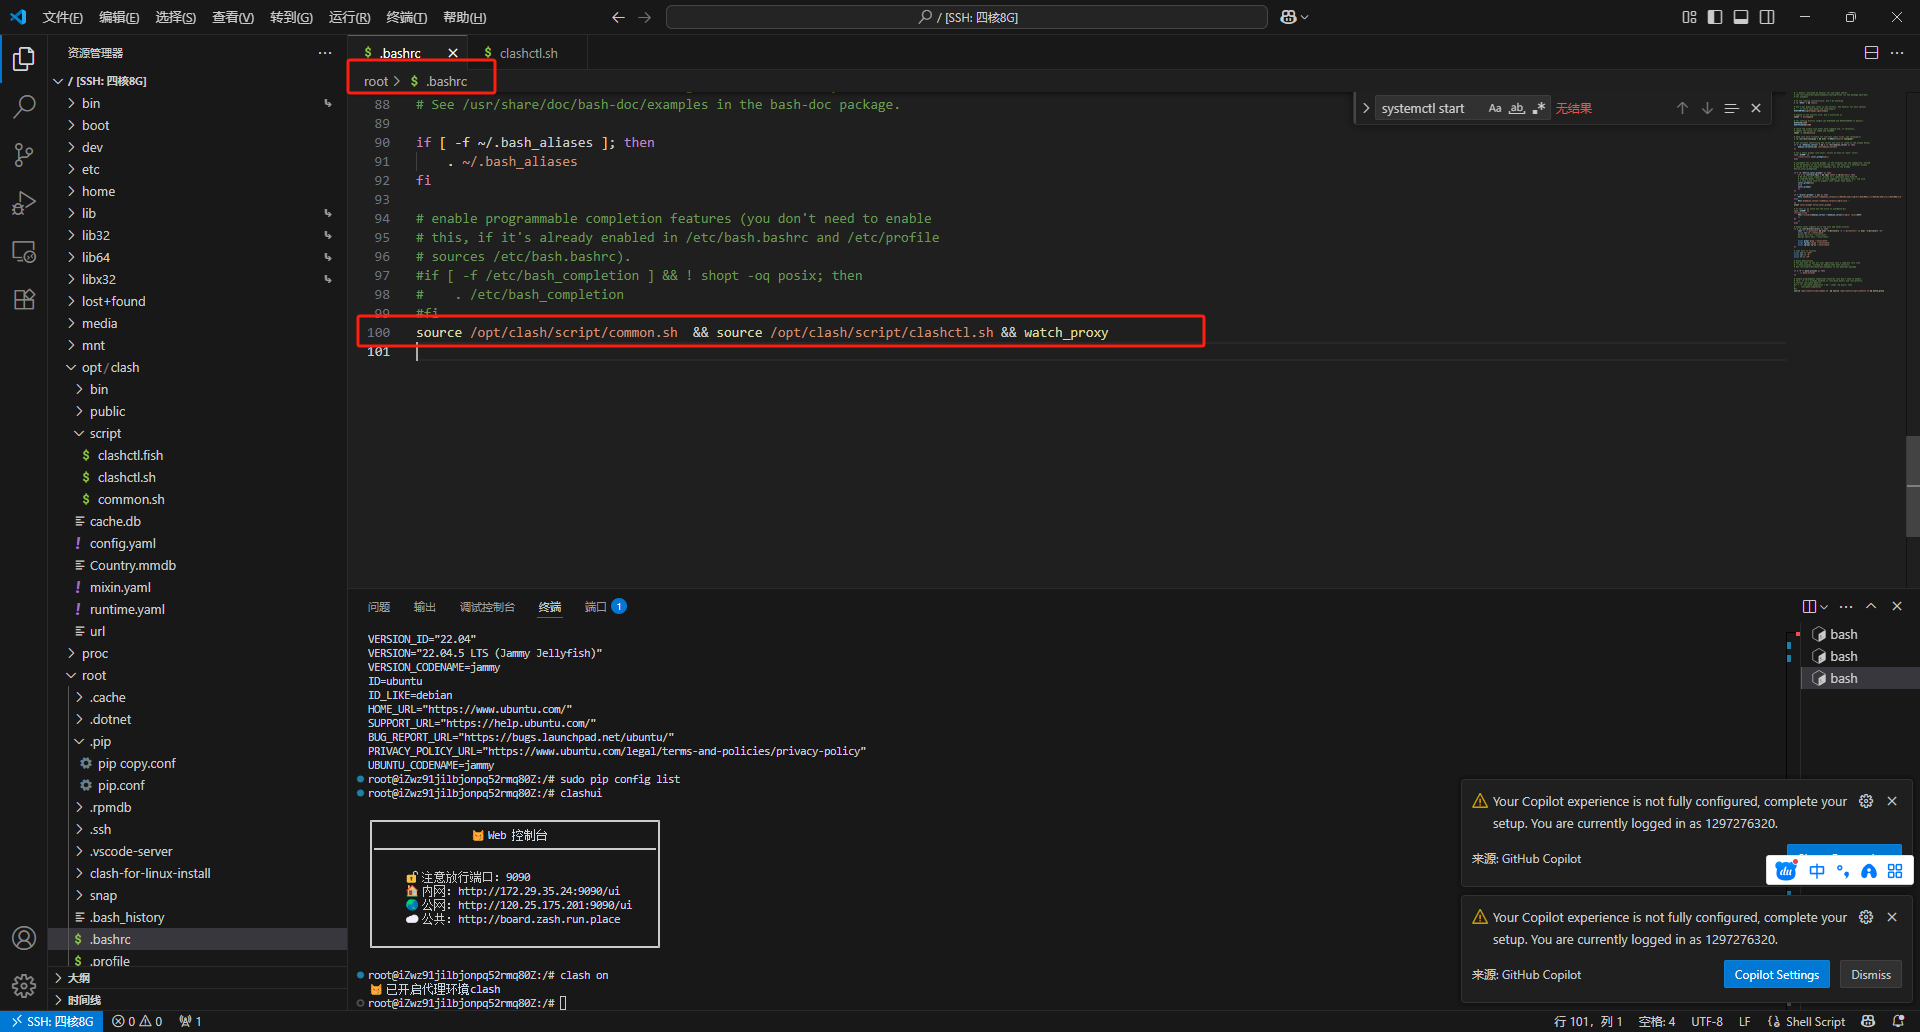 文件(F) 编辑(E) 选择(S) 查看(V) 转到(G) 运行(R) 终端(T) 帮助(H)
/ [SSH: 四核8G]
资源管理器
/ [SSH: 四核8G]
bin
boot
dev
etc
home
lib
lib32
lib64
libx32
lost+found
media
mnt
opt / clash
bin
public
script
clashctl.fish
clashctl.sh
common.sh
cache.db
config.yaml
Country.mmdb
mixin.yaml
runtime.yaml
url
proc
root
.cache
.dotnet
.pip
pip copy.conf
pip.conf
.rpmdb
.ssh
.vscode-server
clash-for-linux-install
snap
.bash_history
.bashrc
.profile
大纲
时间线
.bashrc clashctl.sh
root > .bashrc
systemctl start 无结果
88 # See /usr/share/doc/bash-doc/examples in the bash-doc package.
89
90 if [ -f ~/.bash_aliases ]; then
91 . ~/.bash_aliases
92 fi
93
94 # enable programmable completion features (you don't need to enable
95 # this, if it's already enabled in /etc/bash.bashrc and /etc/profile
96 # sources /etc/bash.bashrc).
97 #if [ -f /etc/bash_completion ] && ! shopt -oq posix; then
98 # . /etc/bash_completion
99 #fi
100 source /opt/clash/script/common.sh && source /opt/clash/script/clashctl.sh && watch_proxy
101
问题 输出 调试控制台 终端 端口 1
VERSION_ID="22.04"
VERSION="22.04.5 LTS (Jammy Jellyfish)"
VERSION_CODENAME=jammy
ID=ubuntu
ID_LIKE=debian
HOME_URL="https://www.ubuntu.com/"
SUPPORT_URL="https://help.ubuntu.com/"
BUG_REPORT_URL="https://bugs.launchpad.net/ubuntu/"
PRIVACY_POLICY_URL="https://www.ubuntu.com/legal/terms-and-policies/privacy-policy"
UBUNTU_CODENAME=jammy
root@iZwz91jilbjonpq52rmq80Z:/# sudo pip config list
root@iZwz91jilbjonpq52rmq80Z:/# clashui
Web 控制台
注意放行端口: 9090
内网: http://172.29.35.24:9090/ui
公网: http://120.25.175.201:9090/ui
公共: http://board.zash.run.place
root@iZwz91jilbjonpq52rmq80Z:/# clash on
已开启代理环境clash
root@iZwz91jilbjonpq52rmq80Z:/#
bash
bash
bash
Your Copilot experience is not fully configured, complete your
setup. You are currently logged in as 1297276320.
来源: GitHub Copilot
du 中
Your Copilot experience is not fully configured, complete your
setup. You are currently logged in as 1297276320.
来源: GitHub Copilot
Copilot Settings Dismiss
SSH: 四核8G 0 0 1
行 101，列 1 空格: 4 UTF-8 LF Shell Script